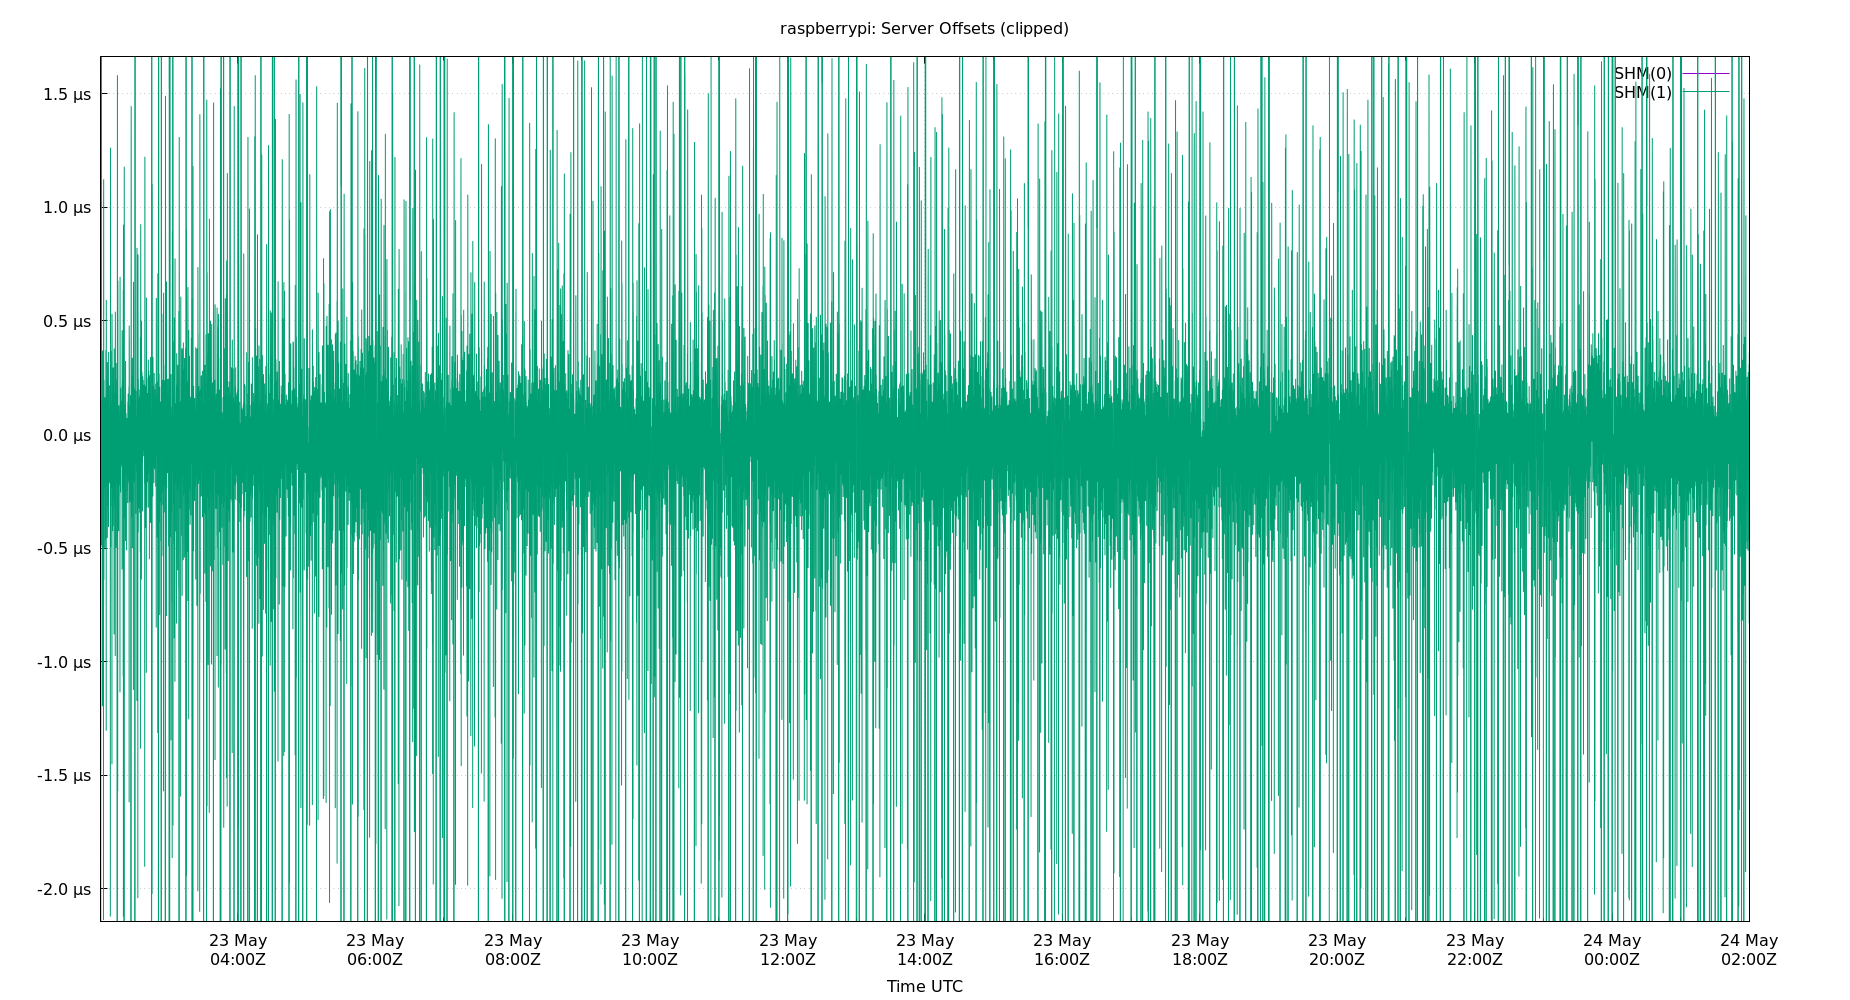 raspberrypi: Server Offsets (clipped)
SHM(0)
SHM(1)
1.5 µs
1.0 µs
0.5 µs
0.0 µs
-0.5 µs
-1.0 µs
-1.5 µs
-2.0 µs
23 May 23 May 23 May 23 May 23 May 23 May 23 May 23 May 23 May 23 May 24 May 24 May
04:00Z 06:00Z 08:00Z 10:00Z 12:00Z 14:00Z 16:00Z 18:00Z 20:00Z 22:00Z 00:00Z 02:00Z
Time UTC